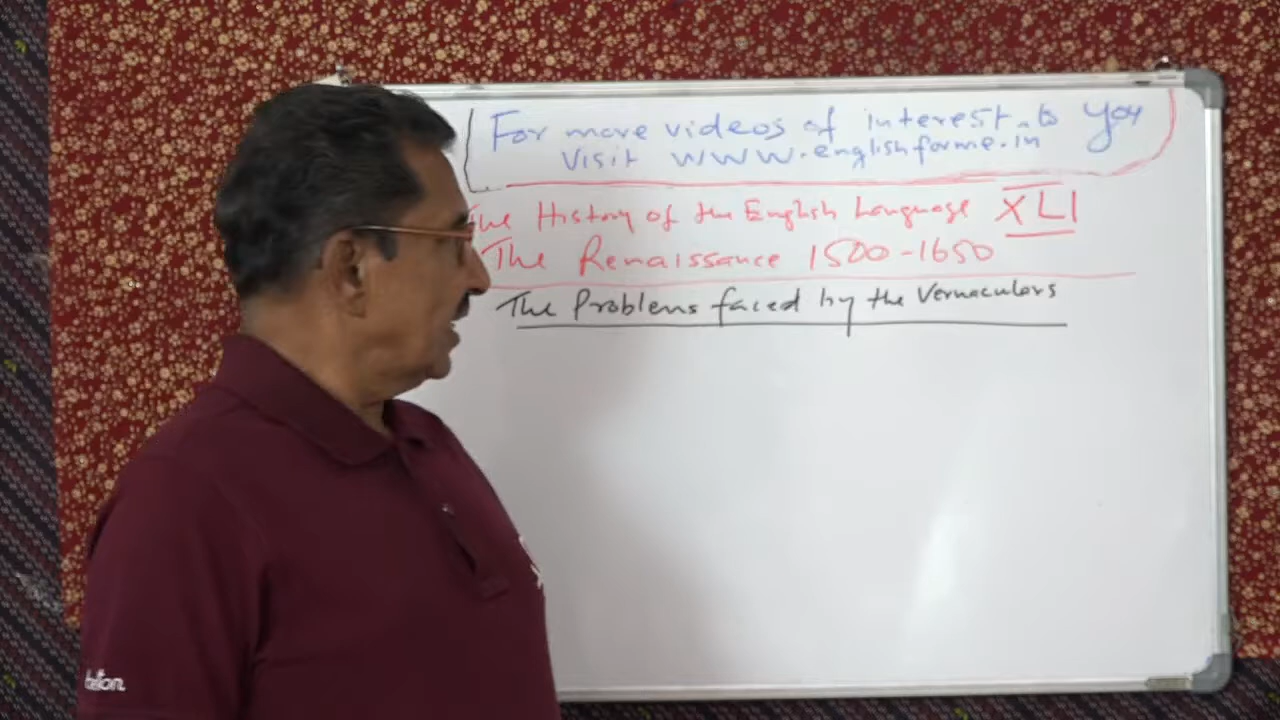 For more videos of interest to you
Visit www.englishforme.in
The History of the English Language XLI
The Renaissance 1500-1650
The Problems faced by the Vernaculars